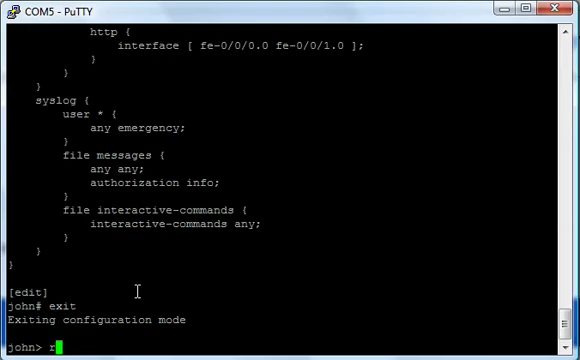 COM5 - PuTTY
http {
interface [ fe-0/0/0.0 fe-0/0/1.0 ];
}
}
}
syslog {
user * {
any emergency;
}
file messages {
any any;
authorization info;
}
file interactive-commands {
interactive-commands any;
}
}
}
[edit]
john# exit
Exiting configuration mode
john> r